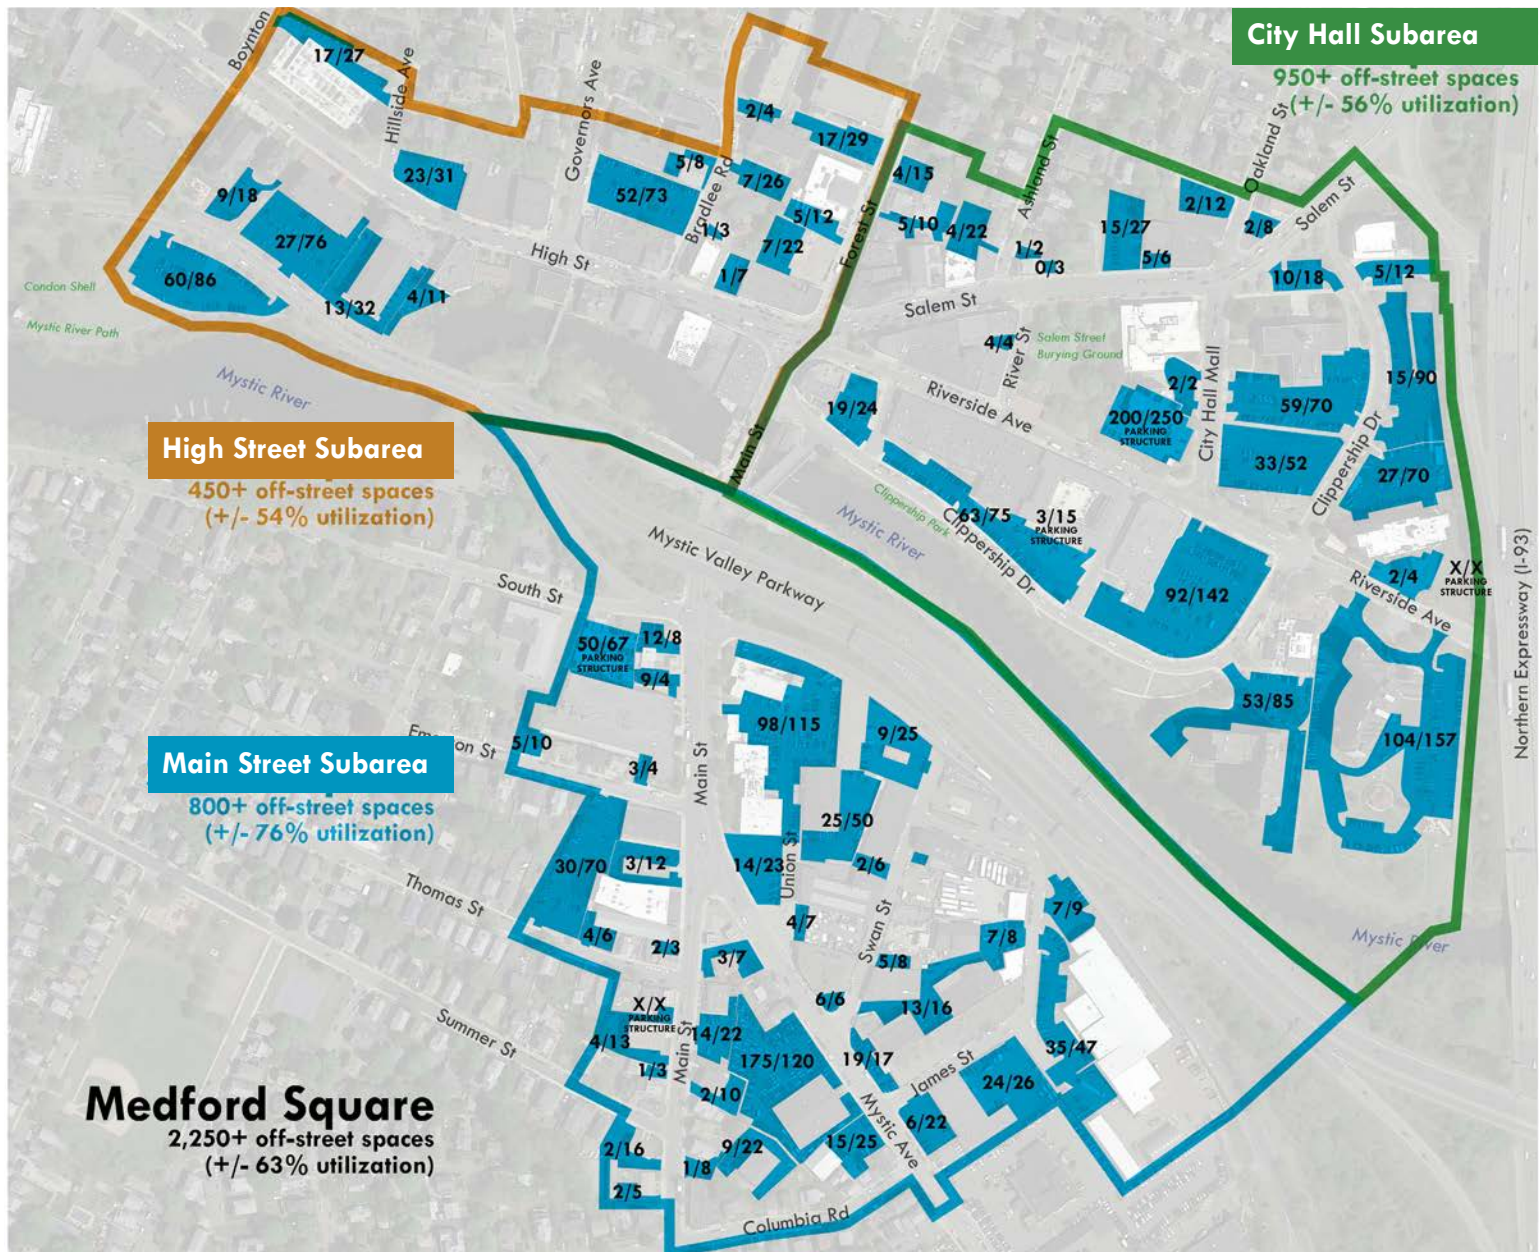 City Hall Subarea
950+ off-street spaces
(+/- 56% utilization)
Boynton
17/27
Hillside Ave
Governors Ave
2/4
17/29
Oakland St
Ashland St
5/8
Bradlee Rd
7/26
4/15
23/31
52/73
9/18
5/12
5/10
4/22
15/27
2/12
2/8
Salem St
1/3
7/22
Forest St
1/2
0/3
5/6
27/76
High St
1/7
10/18
5/12
60/86
13/32
4/11
Condon Shell
Mystic River Path
Salem St
4/4
River St
Salem Street
Burying Ground
Mystic River
2/2
City Hall Mall
15/90
19/24
Riverside Ave
200/250
PARKING
STRUCTURE
59/70
Clippership Dr
Main St
33/52
27/70
High Street Subarea
450+ off-street spaces
(+/- 54% utilization)
Clippership Park
Mystic River
63/75
3/15
PARKING
STRUCTURE
Clippership Dr
Mystic Valley Parkway
92/142
2/4
X/X
PARKING
STRUCTURE
Riverside Ave
Northern Expressway (I-93)
South St
50/67
PARKING
STRUCTURE
12/8
9/4
53/85
104/157
98/115
9/25
Em on St
5/10
3/4
Main St
Main Street Subarea
800+ off-street spaces
(+/- 76% utilization)
25/50
30/70
3/12
14/23
Union St
2/6
Thomas St
4/6
2/3
4/7
Swan St
7/9
7/8
Mystic River
3/7
5/8
6/6
13/16
X/X
PARKING
STRUCTURE
Summer St
4/13
Main St
14/22
175/120
19/17
35/47
1/3
James St
24/26
2/10
Mystic Ave
6/22
Medford Square
2,250+ off-street spaces
(+/- 63% utilization)
2/16
1/8
9/22
15/25
2/5
Columbia Rd